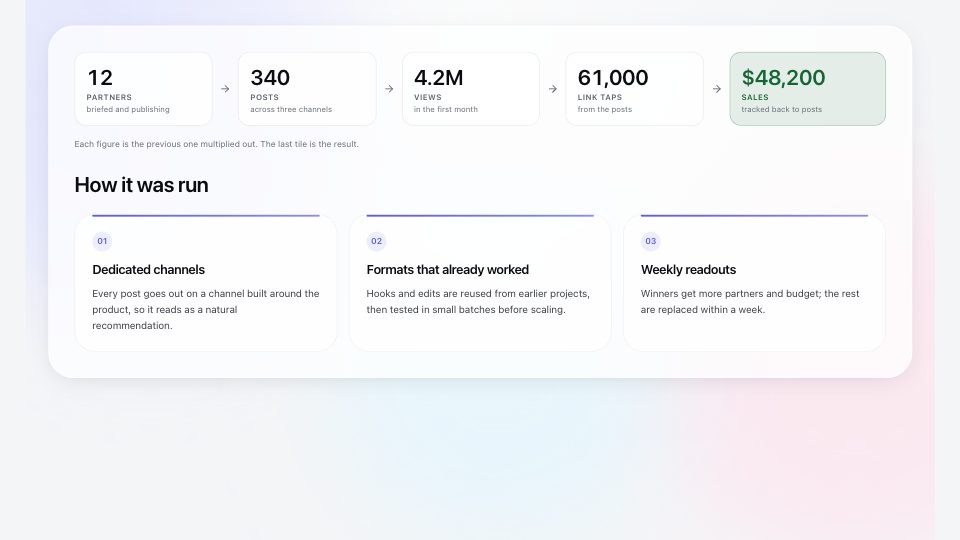 12
PARTNERS
briefed and publishing
→
340
POSTS
across three channels
→
4.2M
VIEWS
in the first month
→
61,000
LINK TAPS
from the posts
→
$48,200
SALES
tracked back to posts
Each figure is the previous one multiplied out. The last tile is the result.
How it was run
01
Dedicated channels
Every post goes out on a channel built around the
product, so it reads as a natural
recommendation.
02
Formats that already worked
Hooks and edits are reused from earlier projects,
then tested in small batches before scaling.
03
Weekly readouts
Winners get more partners and budget; the rest
are replaced within a week.